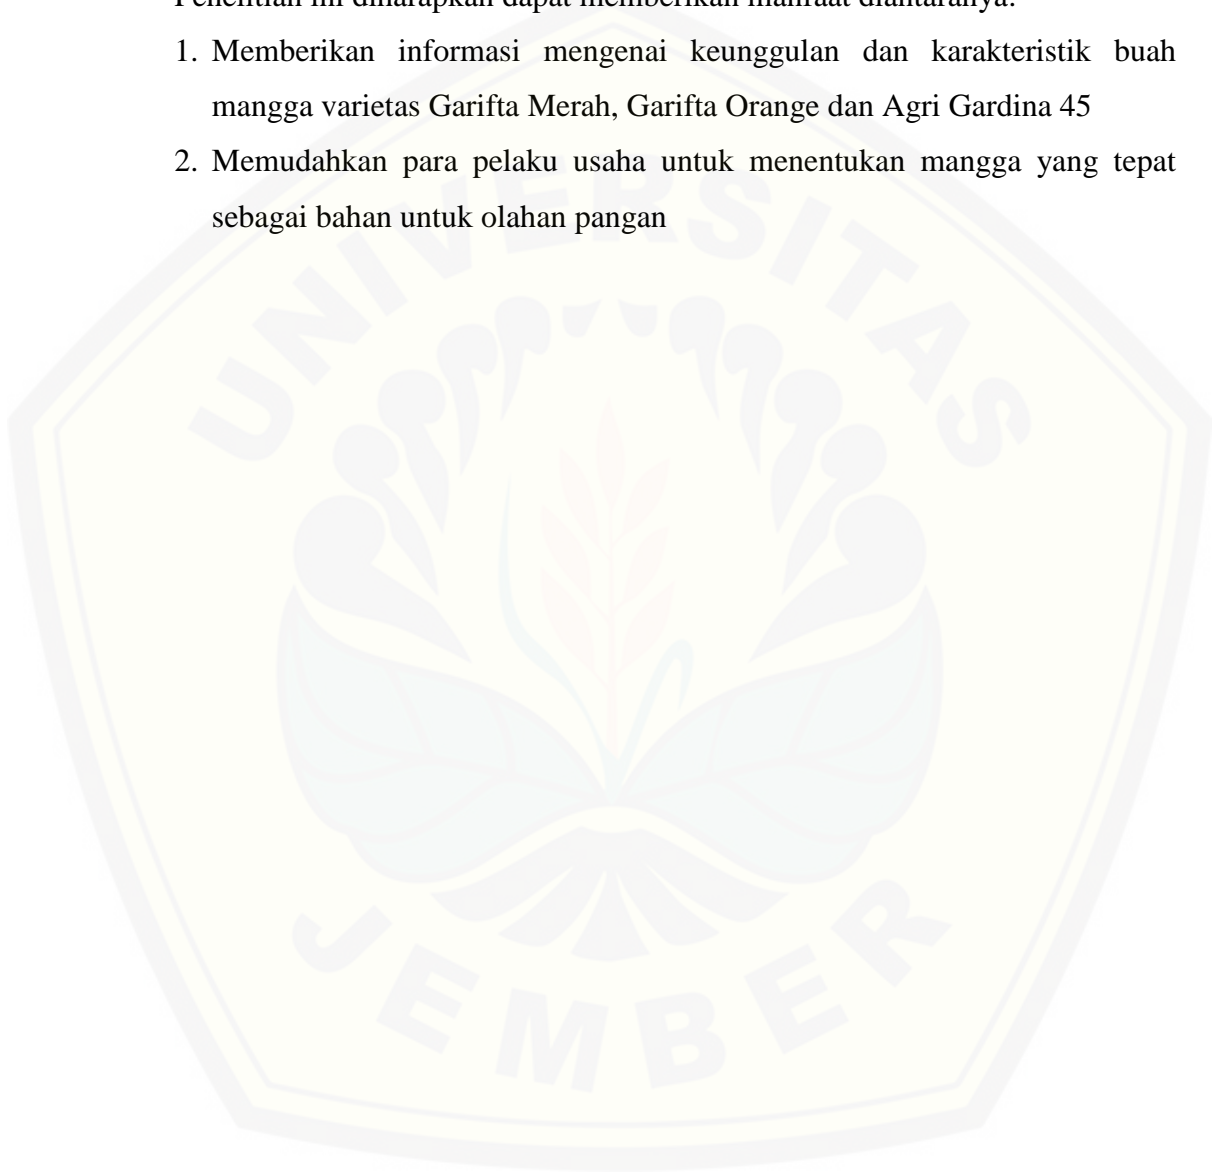 Penelitian ini diharapkan dapat memberikan manfaat diantaranya:
1. Memberikan informasi mengenai keunggulan dan karakteristik buah
mangga varietas Garifta Merah, Garifta Orange dan Agri Gardina 45
2. Memudahkan para pelaku usaha untuk menentukan mangga yang tepat
sebagai bahan untuk olahan pangan
UNIVERSITAS
JEMBER